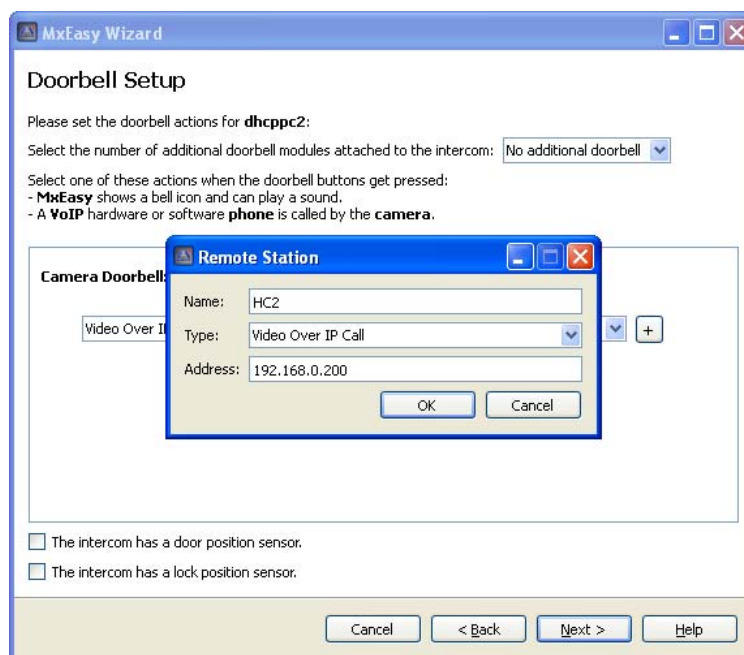 MxEasy Wizard
Doorbell Setup
Please set the doorbell actions for dhcppc2:
Select the number of additional doorbell modules attached to the intercom: No additional doorbell
Select one of these actions when the doorbell buttons get pressed:
- MxEasy shows a bell icon and can play a sound.
- A VoIP hardware or software phone is called by the camera.
Remote Station
Camera Doorbell:
Name: HC2
Video Over
+
Type: Video Over IP Call
Address: 192.168.0.200
OK Cancel
The intercom has a door position sensor.
The intercom has a lock position sensor.
Cancel < Back Next > Help